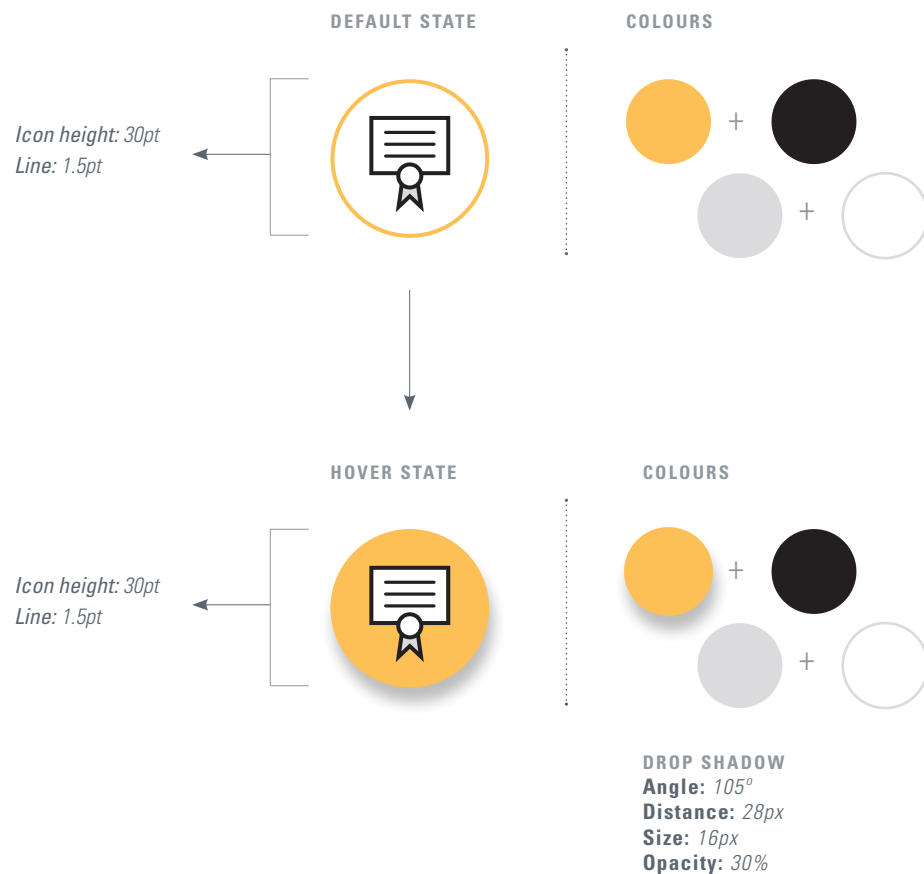 DEFAULT STATE
COLOURS
Icon height: 30pt
Line: 1.5pt
+
+
HOVER STATE
COLOURS
Icon height: 30pt
Line: 1.5pt
+
+
DROP SHADOW
Angle: 105º
Distance: 28px
Size: 16px
Opacity: 30%